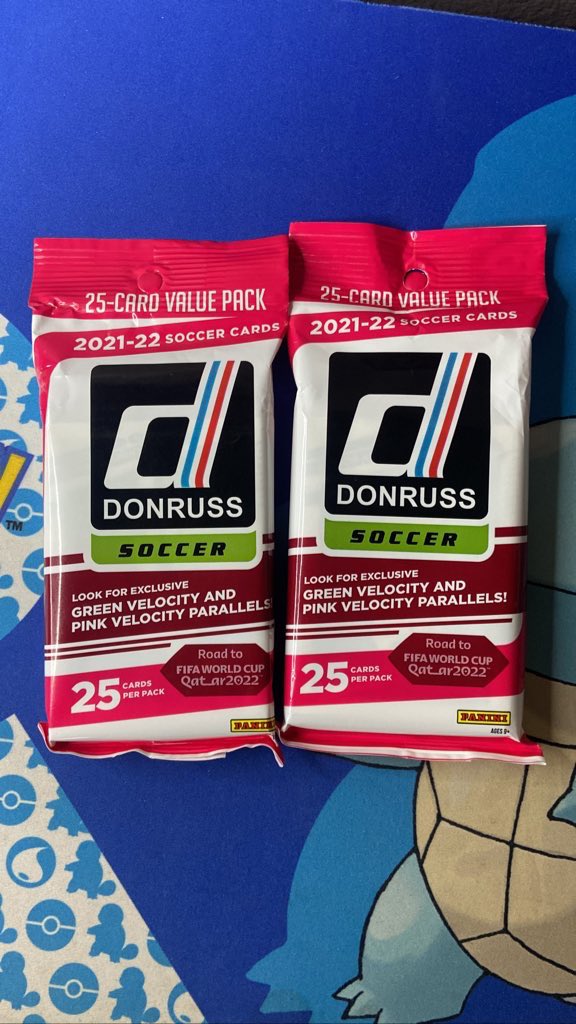 25-CARD VALUE PACK
2021-22 SOCCER CARDS
d
DONRUSS
SOCCER
LOOK FOR EXCLUSIVE
GREEN VELOCITY AND
PINK VELOCITY PARALLELS!
Road to
FIFA WORLD CUP
Qatar2022
25 CARDS
PER PACK
PANINI
25-CARD VALUE PACK
2021-22 SOCCER CARDS
d
DONRUSS
SOCCER
LOOK FOR EXCLUSIVE
GREEN VELOCITY AND
PINK VELOCITY PARALLELS!
Road to
FIFA WORLD CUP
Qatar2022
25 CARDS
PER PACK
PANINI
AGES 9+
TM